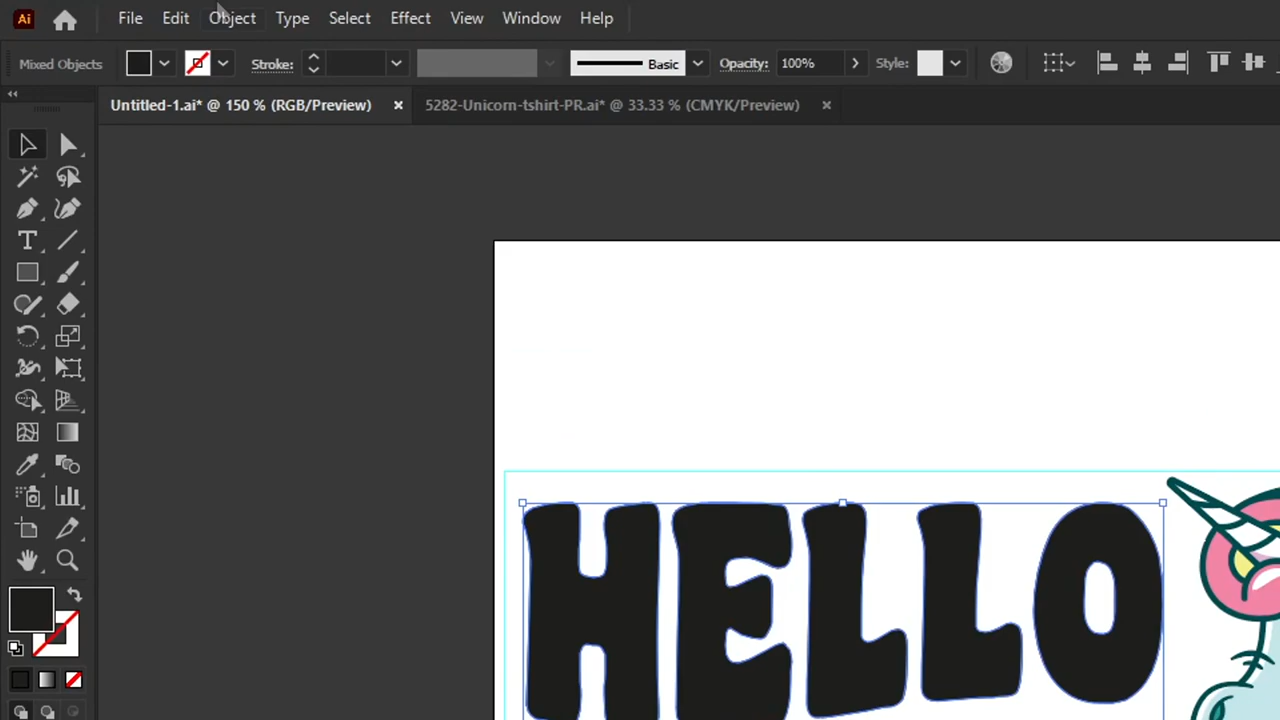 Ai File Edit Object Type Select Effect View Window Help
Mixed Objects Stroke: Basic Opacity: 100% Style:
Untitled-1.ai* @ 150 % (RGB/Preview) × 5282-Unicorn-tshirt-PR.ai* @ 33.33 % (CMYK/Preview) ×
HELLO